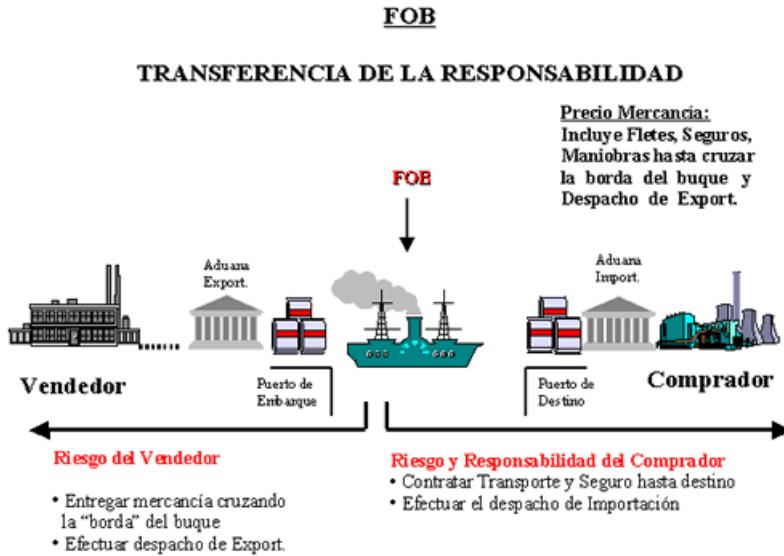 FOB
TRANSFERENCIA DE LA RESPONSABILIDAD
Precio Mercancía:
Incluye Fletes, Seguros,
Maniobras hasta cruzar
la borda del buque y
Despacho de Export.
FOB
Aduana
Export.
Aduana
Import.
Vendedor
Puerto de
Embarque
Puerto de
Destino
Comprador
Riesgo del Vendedor
• Entregar mercancía cruzando
la "borda" del buque
• Efectuar despacho de Export.
Riesgo y Responsabilidad del Comprador
• Contratar Transporte y Seguro hasta destino
• Efectuar el despacho de Importación